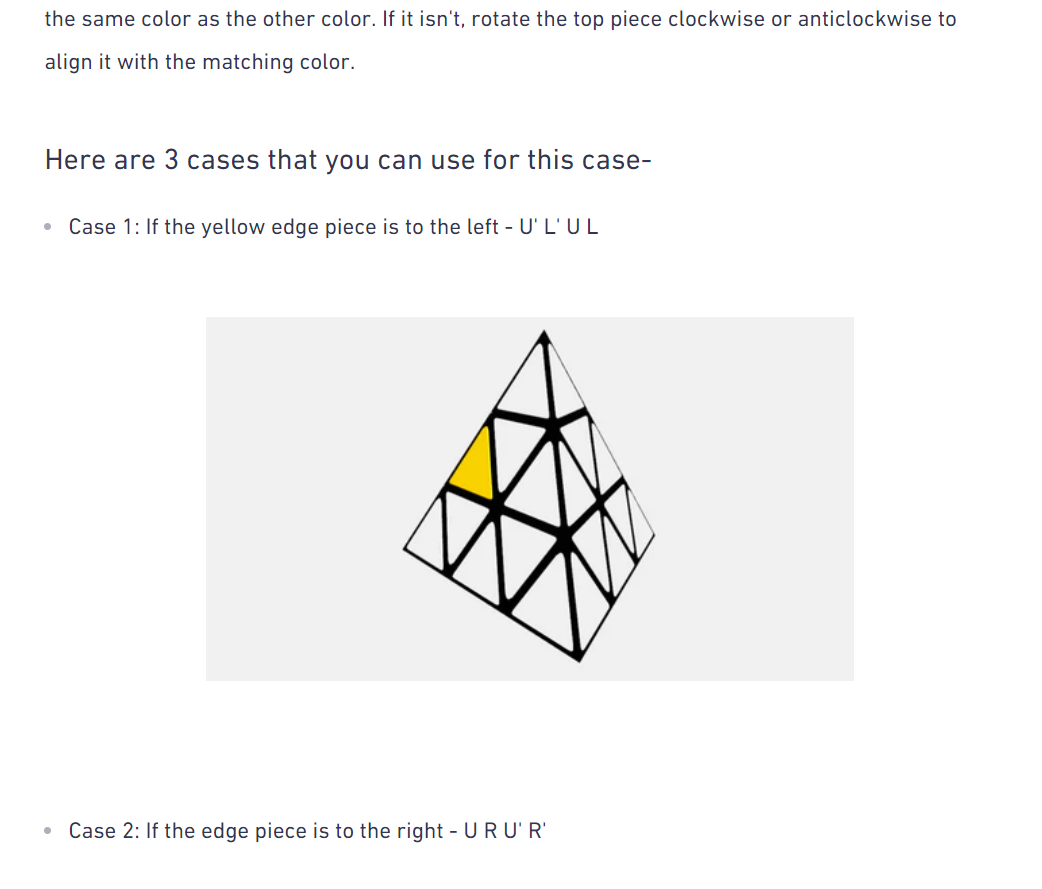 the same color as the other color. If it isn't, rotate the top piece clockwise or anticlockwise to
align it with the matching color.
Here are 3 cases that you can use for this case-
• Case 1: If the yellow edge piece is to the left - U' L' U L
• Case 2: If the edge piece is to the right - U R U' R'